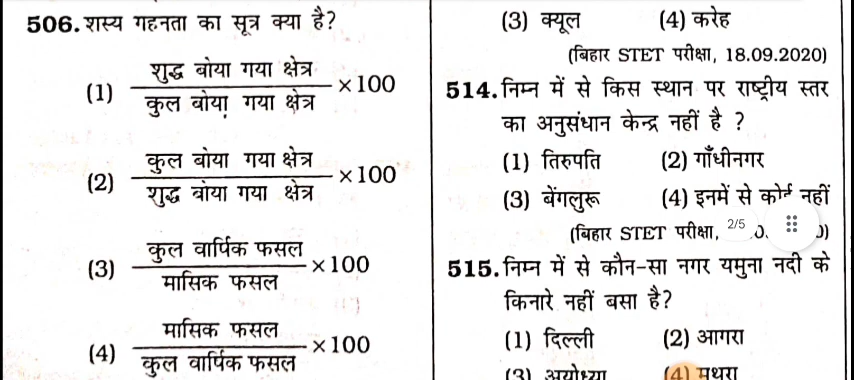 506. शस्य गहनता का सूत्र क्या है?
(1) शुद्ध बोया गया क्षेत्र
कुल बोया गया क्षेत्र ×100
(2) कुल बोया गया क्षेत्र
शुद्ध बोया गया क्षेत्र ×100
(3) कुल वार्षिक फसल
मासिक फसल ×100
(4) मासिक फसल
कुल वार्षिक फसल ×100
(3) क्यूल (4) करेह
(बिहार STET परीक्षा, 18.09.2020)
514. निम्न में से किस स्थान पर राष्ट्रीय स्तर
का अनुसंधान केन्द्र नहीं है ?
(1) तिरुपति (2) गाँधीनगर
(3) बेंगलुरू (4) इनमें से कोई नहीं
(बिहार STET परीक्षा,
2/5
515. निम्न में से कौन-सा नगर यमुना नदी के
किनारे नहीं बसा है?
(1) दिल्ली (2) आगरा
(3) अयोध्या (4) मथुरा